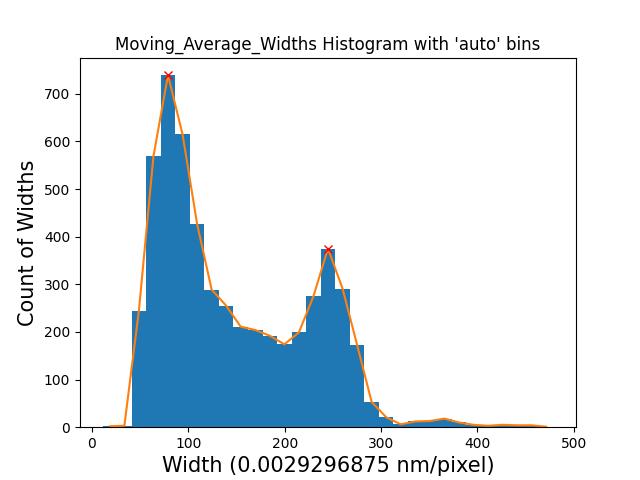 Moving_Average_Widths Histogram with 'auto' bins
Count of Widths
700
600
500
400
300
200
100
0
0 100 200 300 400 500
Width (0.0029296875 nm/pixel)